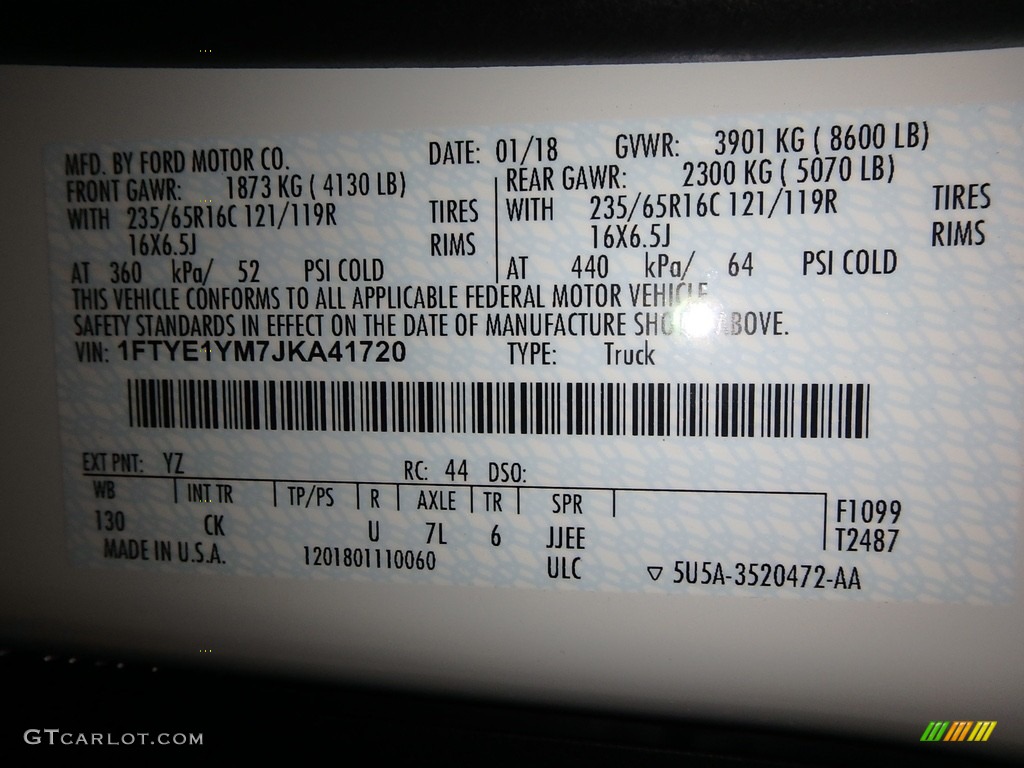 MFD. BY FORD MOTOR CO. DATE: 01/18 GVWR: 3901 KG ( 8600 LB)
FRONT GAWR: 1873 KG ( 4130 LB) REAR GAWR: 2300 KG ( 5070 LB)
WITH 235/65R16C 121/119R TIRES WITH 235/65R16C 121/119R TIRES
16X6.5J RIMS 16X6.5J RIMS
AT 360 kPa/ 52 PSI COLD AT 440 kPa/ 64 PSI COLD
THIS VEHICLE CONFORMS TO ALL APPLICABLE FEDERAL MOTOR VEHICLE
SAFETY STANDARDS IN EFFECT ON THE DATE OF MANUFACTURE ABOVE.
VIN: 1FTYE1YM7JKA41720 TYPE: Truck
EXT PNT: YZ RC: 44 DSO:
WB INT TR TP/PS R AXLE TR SPR F1099
130 CK U 7L 6 JJEE T2487
MADE IN U.S.A. 1201801110060 ULC ▽ 5U5A-3520472-AA
GTCARLOT.COM